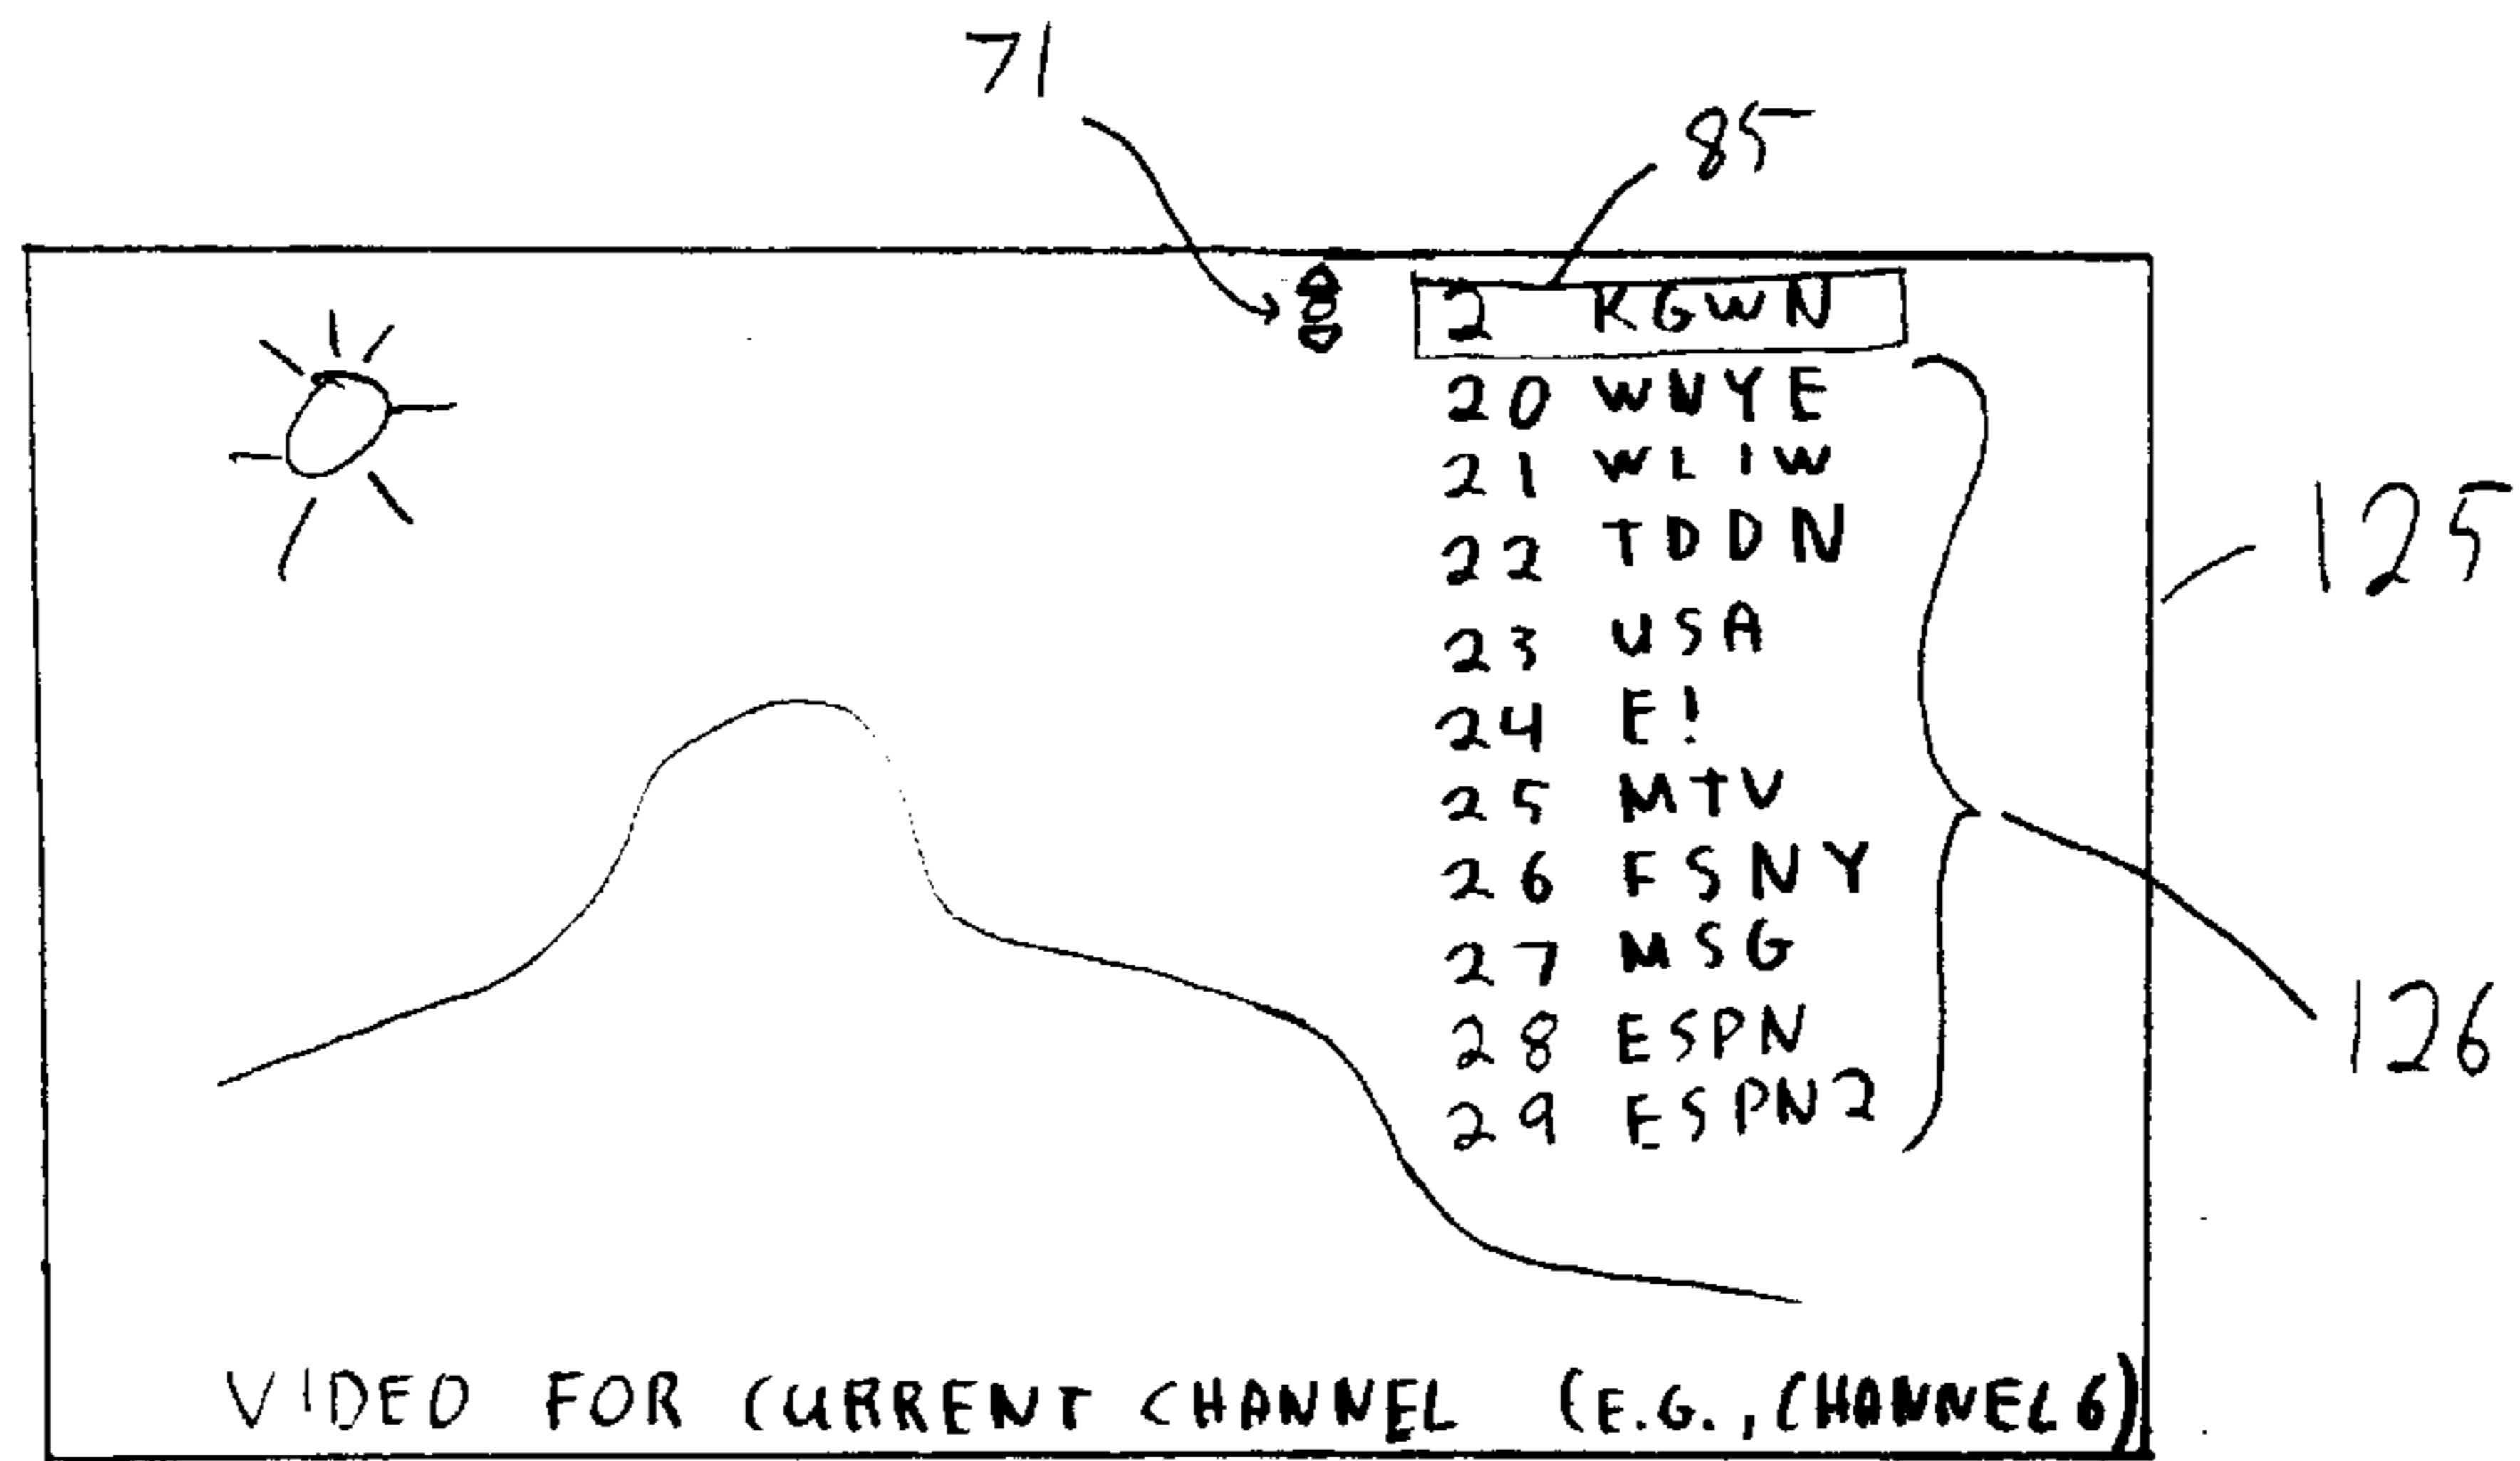 71
85
2 KGWN
20 WNYE
21 WLIW
22 TDDN
23 USA
24 E!
25 MTV
26 FSNY
27 MSG
28 ESPN
29 ESPN2
125
126
VIDEO FOR CURRENT CHANNEL (E.G., CHANNEL 6)